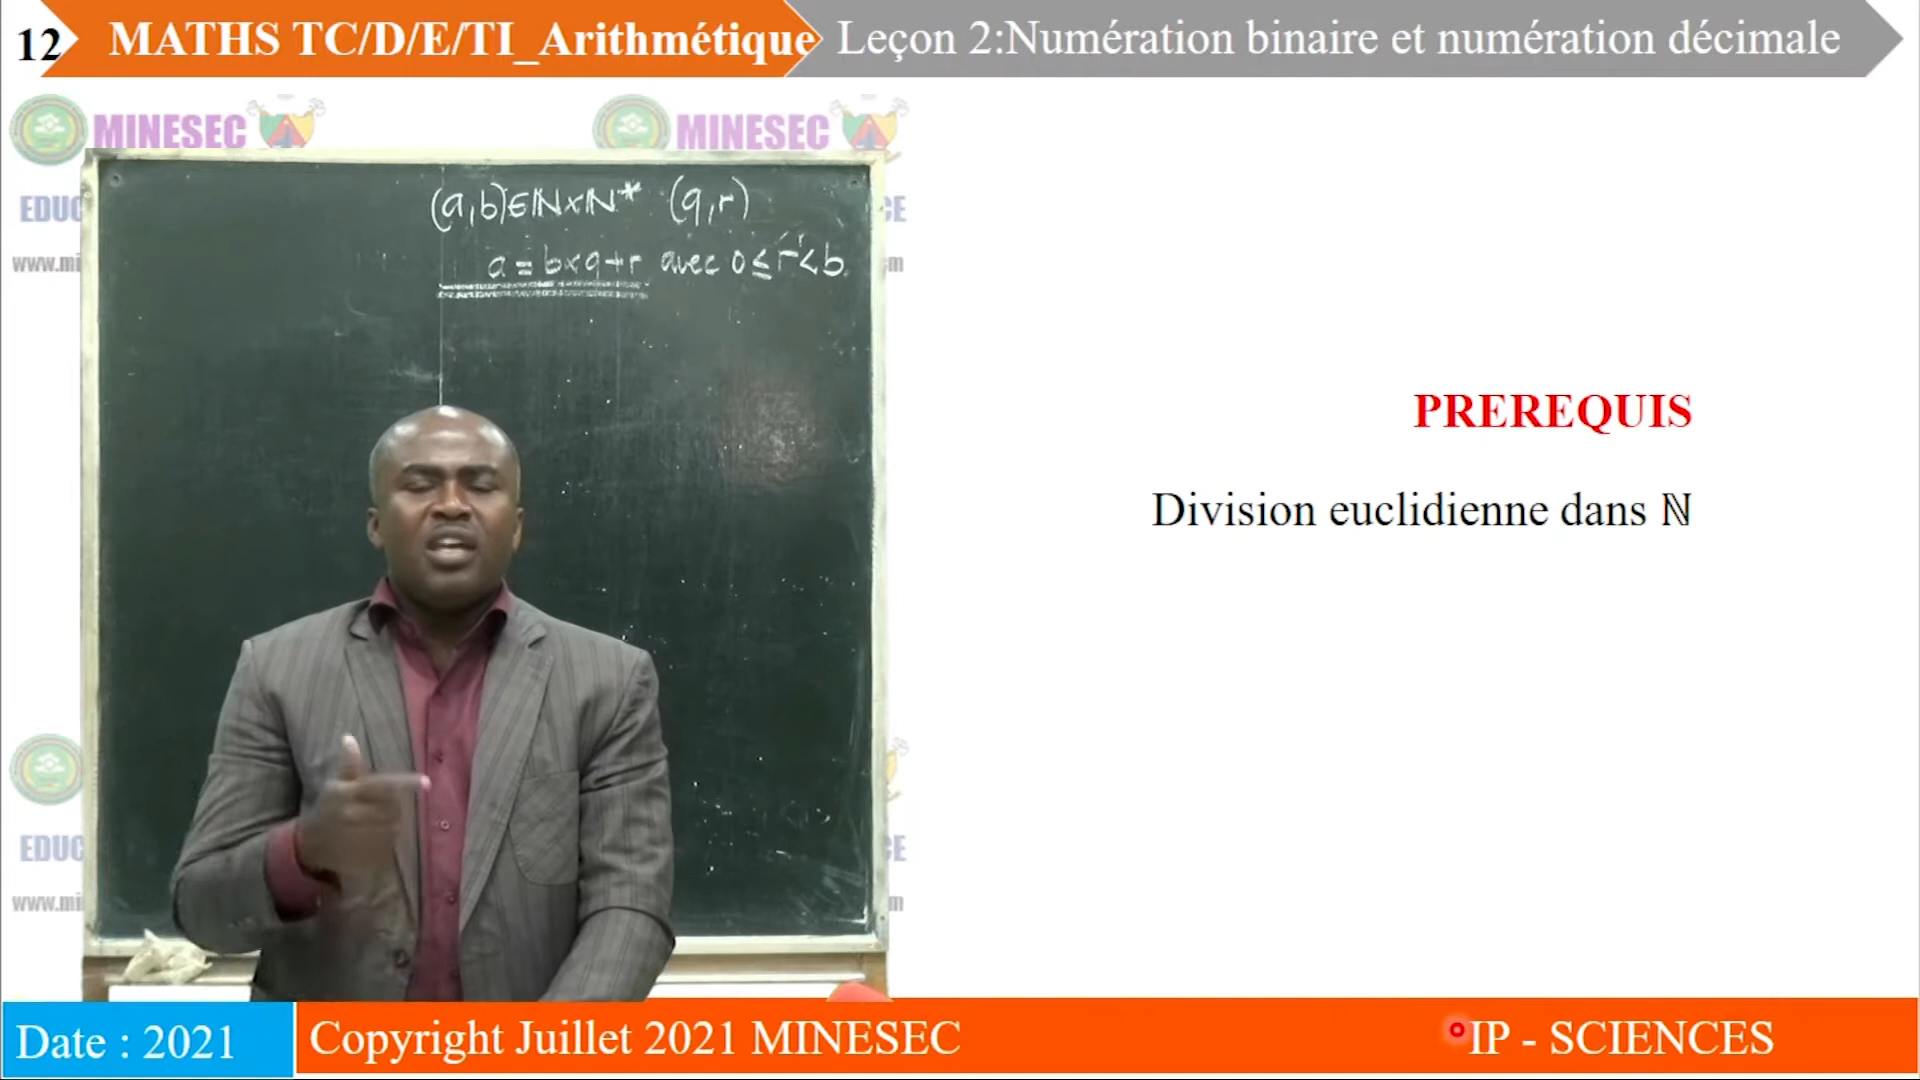 12 MATHS TC/D/E/TI_Arithmétique Leçon 2:Numération binaire et numération décimale
MINESEC MINESEC
(a,b)∈ℕ×ℕ* (q,r)
a = b×q+r avec 0≤r<b
PREREQUIS
Division euclidienne dans ℕ
Date : 2021 Copyright Juillet 2021 MINESEC IP - SCIENCES